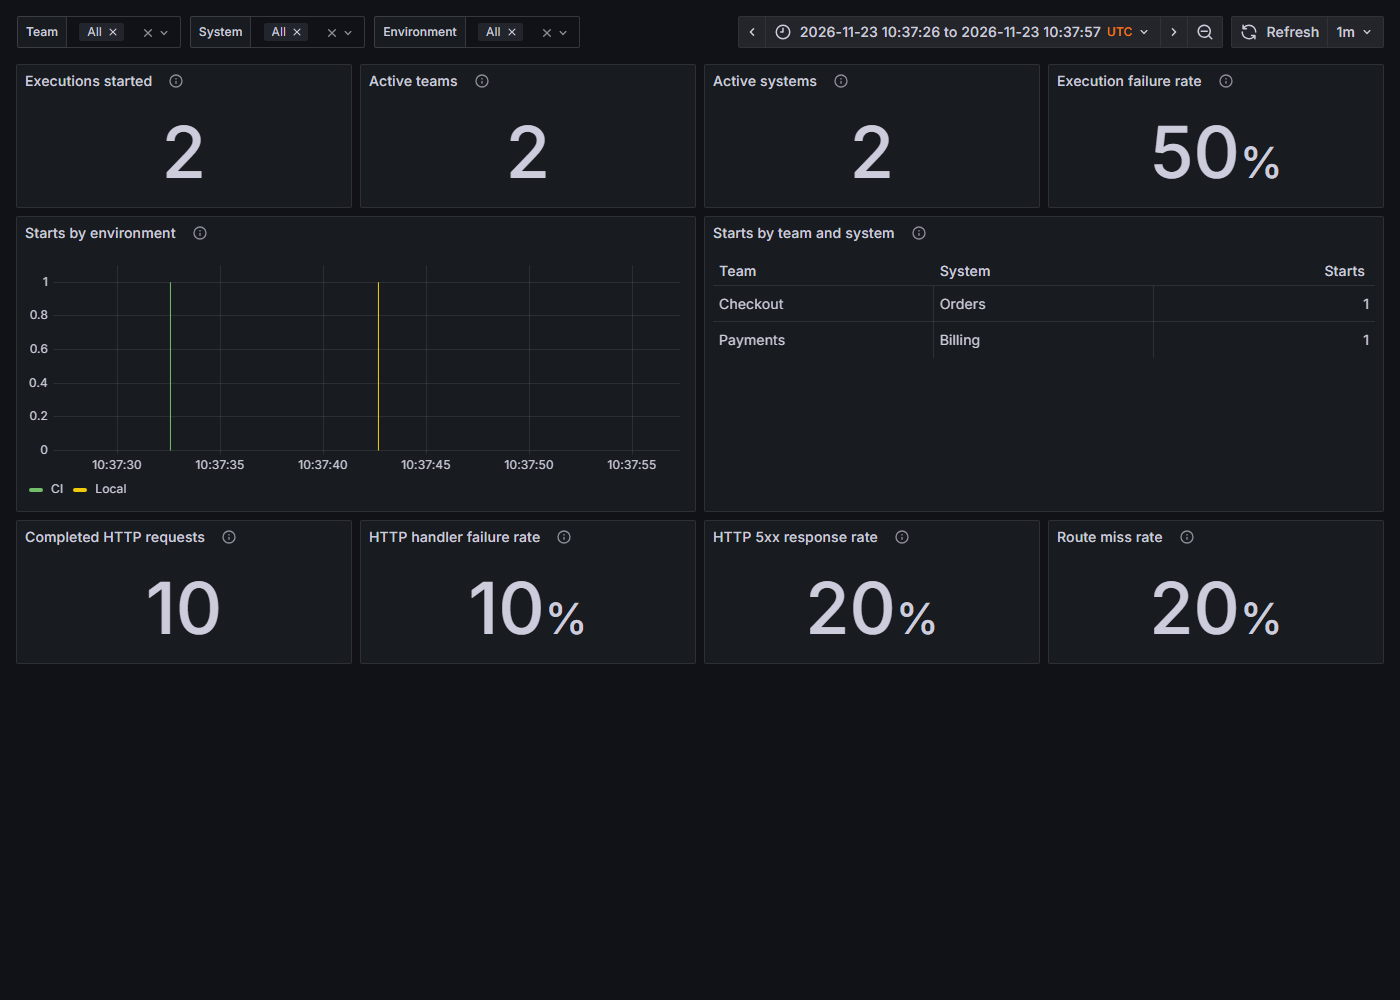 Team All System All Environment All 2026-11-23 10:37:26 to 2026-11-23 10:37:57 UTC Refresh 1m
Executions started
2
Active teams
2
Active systems
2
Execution failure rate
50%
Starts by environment
1
0.8
0.6
0.4
0.2
0
10:37:30 10:37:35 10:37:40 10:37:45 10:37:50 10:37:55
CI Local
Starts by team and system
Team System Starts
Checkout Orders 1
Payments Billing 1
Completed HTTP requests
10
HTTP handler failure rate
10%
HTTP 5xx response rate
20%
Route miss rate
20%